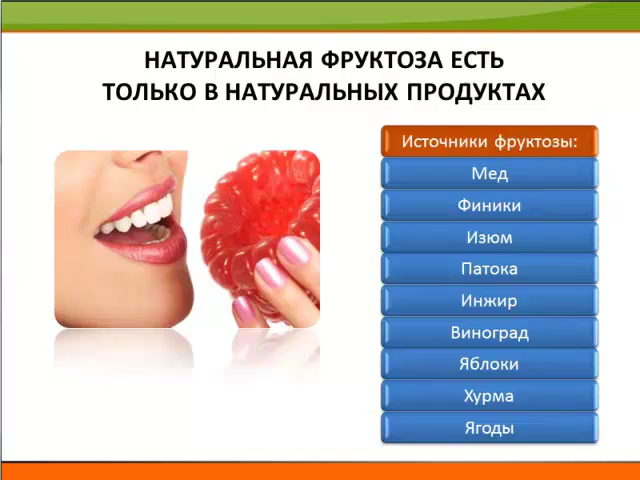 НАТУРАЛЬНАЯ ФРУКТОЗА ЕСТЬ
ТОЛЬКО В НАТУРАЛЬНЫХ ПРОДУКТАХ
Источники фруктозы:
Мед
Финики
Изюм
Патока
Инжир
Виноград
Яблоки
Хурма
Ягоды